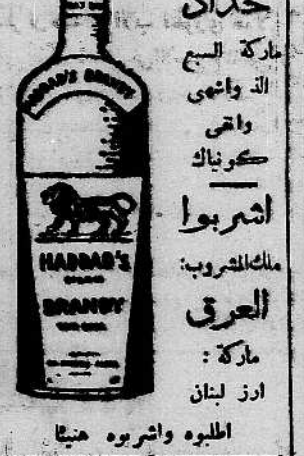 حداد
ماركة السبع
الذ واشهى
وانقى
كونياك
اشربوا
ملك المشروب:
العرق
ماركة :
ارز لبنان
اطلبوه واشربوه هنيئا
HADDAD'S BRANDY
HADDAD'S
BRANDY